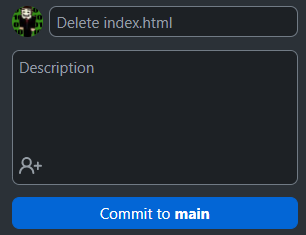 Delete index.html
Description
Commit to main